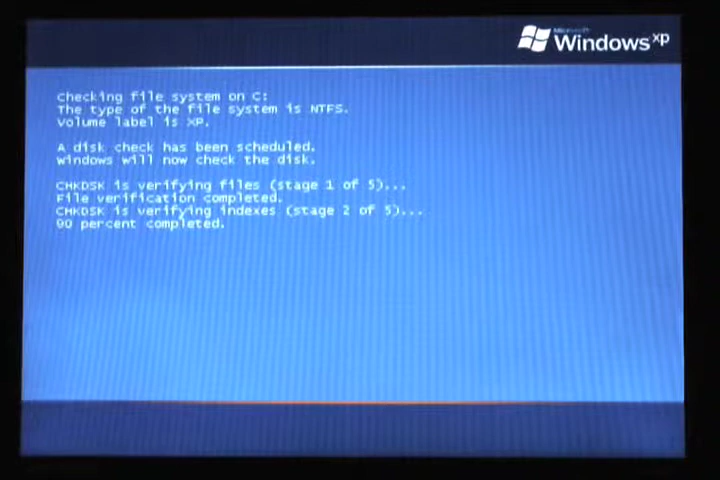 Microsoft
Windows xp
Checking file system on C:
The type of the file system is NTFS.
Volume label is XP.
A disk check has been scheduled.
Windows will now check the disk.
CHKDSK is verifying files (stage 1 of 5)...
File verification completed.
CHKDSK is verifying indexes (stage 2 of 5)...
90 percent completed.